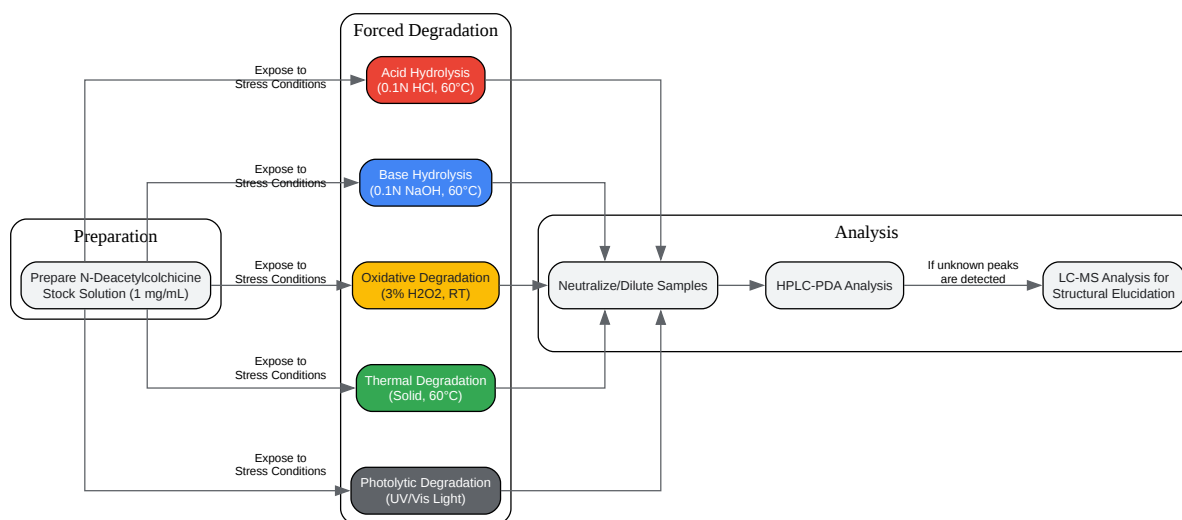 Forced Degradation
Expose to
Stress Conditions
Acid Hydrolysis
(0.1N HCl, 60°C)
Expose to
Stress Conditions
Base Hydrolysis
(0.1N NaOH, 60°C)
Preparation
Prepare N-Deacetylcolchicine
Stock Solution (1 mg/mL)
Expose to
Stress Conditions
Oxidative Degradation
(3% H2O2, RT)
Analysis
Neutralize/Dilute Samples
HPLC-PDA Analysis
If unknown peaks
are detected
LC-MS Analysis for
Structural Elucidation
Expose to
Stress Conditions
Thermal Degradation
(Solid, 60°C)
Expose to
Stress Conditions
Photolytic Degradation
(UV/Vis Light)